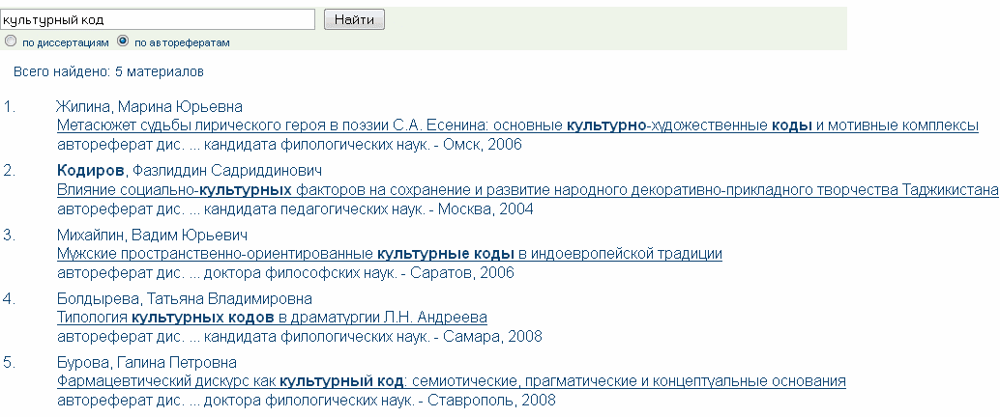 культурный код Найти
по диссертациям по авторефератам
Всего найдено: 5 материалов
1. Жилина, Марина Юрьевна
Метасюжет судьбы лирического героя в поэзии С.А. Есенина: основные культурно-художественные коды и мотивные комплексы
автореферат дис. ... кандидата филологических наук. - Омск, 2006
2. Кодиров, Фазлиддин Садриддинович
Влияние социально-культурных факторов на сохранение и развитие народного декоративно-прикладного творчества Таджикистана
автореферат дис. ... кандидата педагогических наук. - Москва, 2004
3. Михайлин, Вадим Юрьевич
Мужские пространственно-ориентированные культурные коды в индоевропейской традиции
автореферат дис. ... доктора философских наук. - Саратов, 2006
4. Болдырева, Татьяна Владимировна
Типология культурных кодов в драматургии Л.Н. Андреева
автореферат дис. ... кандидата филологических наук. - Самара, 2008
5. Бурова, Галина Петровна
Фармацевтический дискурс как культурный код: семиотические, прагматические и концептуальные основания
автореферат дис. ... доктора филологических наук. - Ставрополь, 2008